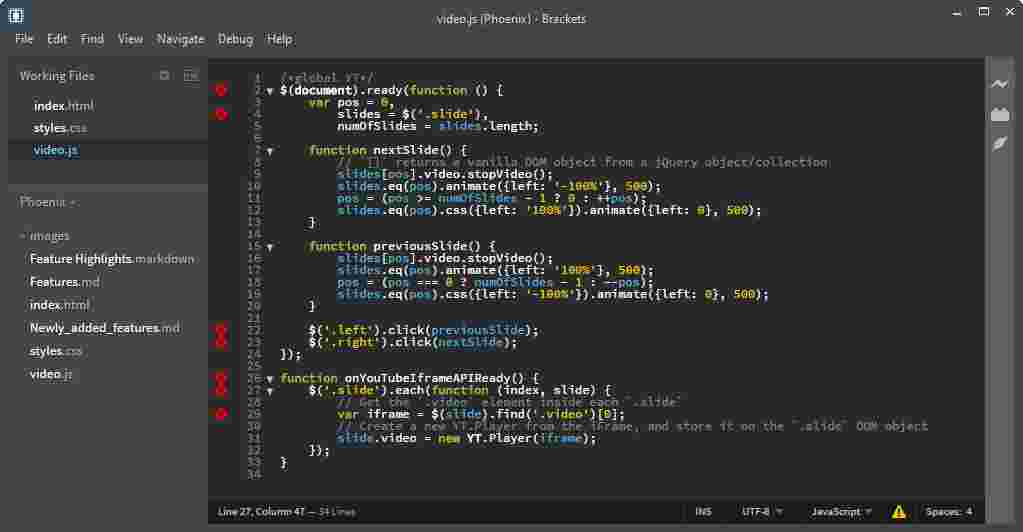 video.js (Phoenix) - Brackets
File Edit Find View Navigate Debug Help
Working Files
index.html
styles.css
video.js
Phoenix
images
Feature Highlights.markdown
Features.md
index.html
Newly_added_features.md
styles.css
video.js
1 /*global YT*/
2 $(document).ready(function () {
3 var pos = 0,
4 slides = $('.slide'),
5 numOfSlides = slides.length;
6
7 function nextSlide() {
8 // `[]` returns a vanilla DOM object from a jQuery object/collection
9 slides[pos].video.stopVideo();
10 slides.eq(pos).animate({left: '-100%'}, 500);
11 pos = (pos >= numOfSlides - 1 ? 0 : ++pos);
12 slides.eq(pos).css({left: '100%'}).animate({left: 0}, 500);
13 }
14
15 function previousSlide() {
16 slides[pos].video.stopVideo();
17 slides.eq(pos).animate({left: '100%'}, 500);
18 pos = (pos === 0 ? numOfSlides - 1 : --pos);
19 slides.eq(pos).css({left: '-100%'}).animate({left: 0}, 500);
20 }
21
22 $('.left').click(previousSlide);
23 $('.right').click(nextSlide);
24 });
25
26 function onYouTubeIframeAPIReady() {
27 $('.slide').each(function (index, slide) {
28 // Get the `.video` element inside each `.slide`
29 var iframe = $(slide).find('.video')[0];
30 // Create a new YT.Player from the iFrame, and store it on the `.slide` DOM object
31 slide.video = new YT.Player(iframe);
32 });
33 }
34
Line 27, Column 47 — 34 Lines INS UTF-8 JavaScript Spaces: 4